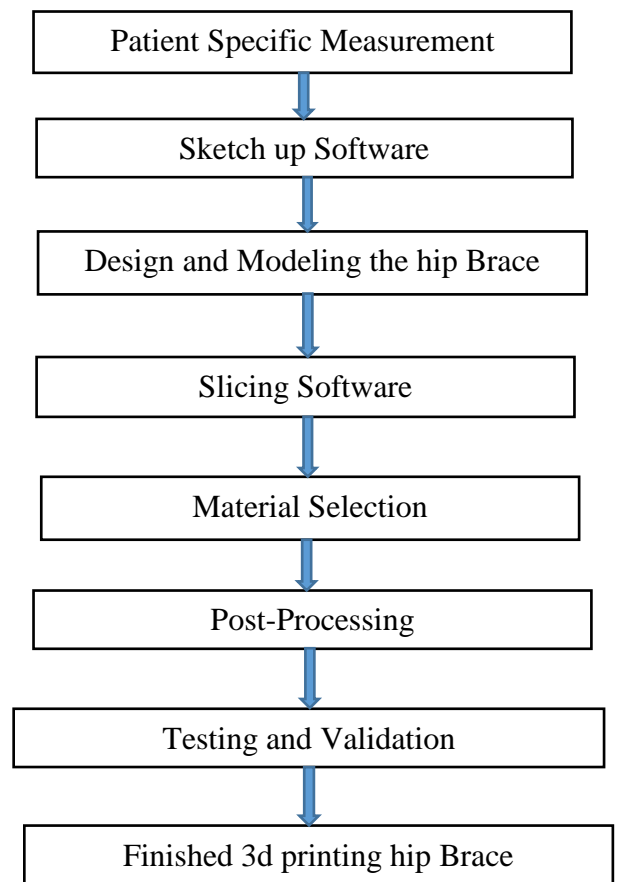 Patient Specific Measurement
Sketch up Software
Design and Modeling the hip Brace
Slicing Software
Material Selection
Post-Processing
Testing and Validation
Finished 3d printing hip Brace